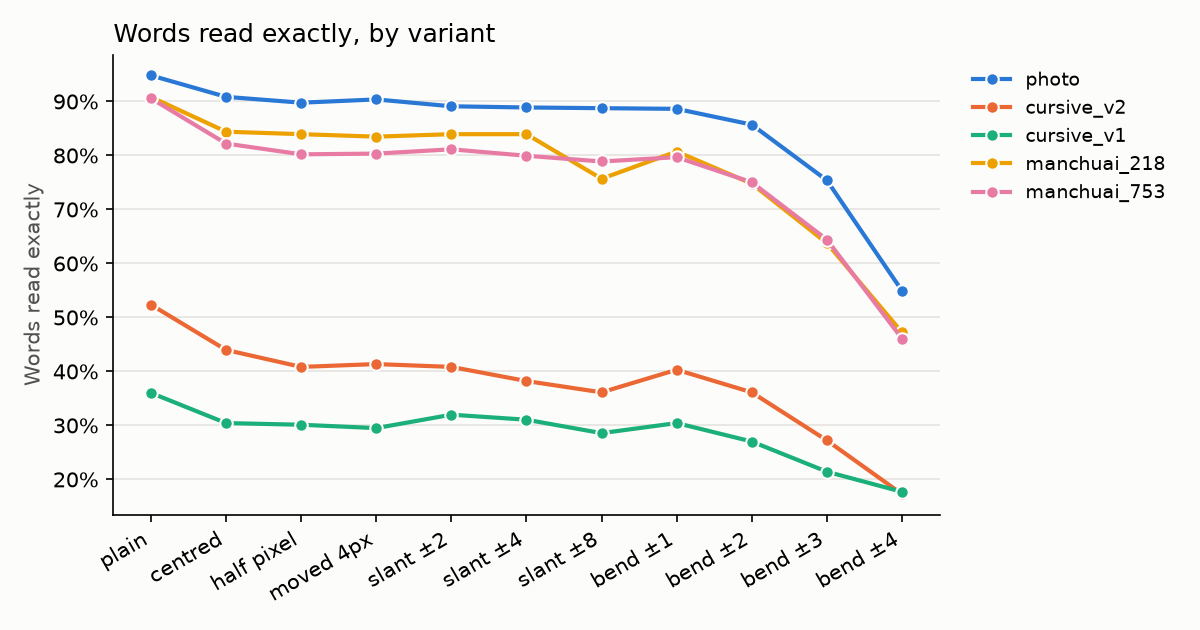 Words read exactly, by variant
Words read exactly
90%
80%
70%
60%
50%
40%
30%
20%
plain
centred
half pixel
moved 4px
slant ±2
slant ±4
slant ±8
bend ±1
bend ±2
bend ±3
bend ±4
photo
cursive_v2
cursive_v1
manchuai_218
manchuai_753